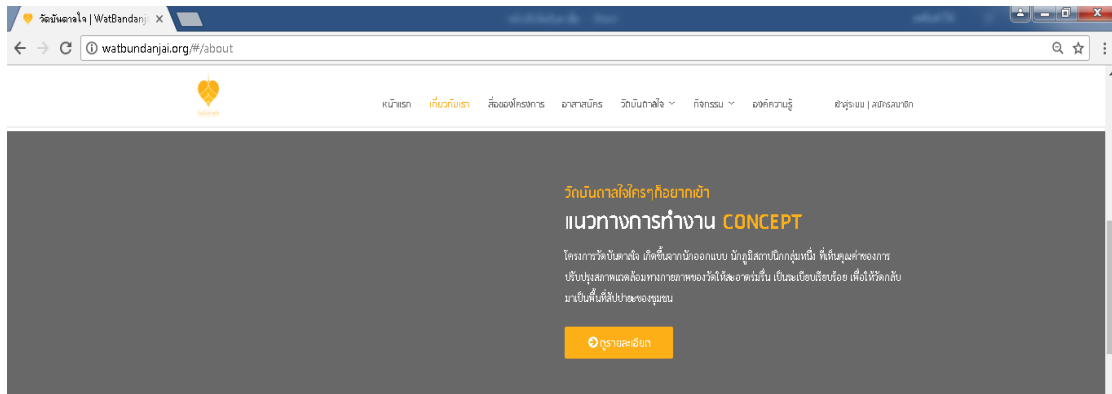 วัดบันดาลใจ | WatBandanj
watbundanjai.org/#/about
หน้าแรก เกี่ยวกับเรา สื่อของโครงการ อาสาสมัคร วัดบันดาลใจ กิจกรรม องค์ความรู้ เข้าสู่ระบบ | สมัครสมาชิก
วัดบันดาลใจใครๆก็อยากเข้า
แนวทางการทำงาน CONCEPT
โครงการวัดบันดาลใจ เกิดขึ้นจากนักออกแบบ นักภูมิสถาปนิกกลุ่มหนึ่ง ที่เห็นคุณค่าของการ
ปรับปรุงสภาพแวดล้อมทางกายภาพของวัดให้สะอาดร่มรื่น เป็นระเบียบเรียบร้อย เพื่อให้วัดกลับ
มาเป็นพื้นที่สัปปายะของชุมชน
ดูรายละเอียด